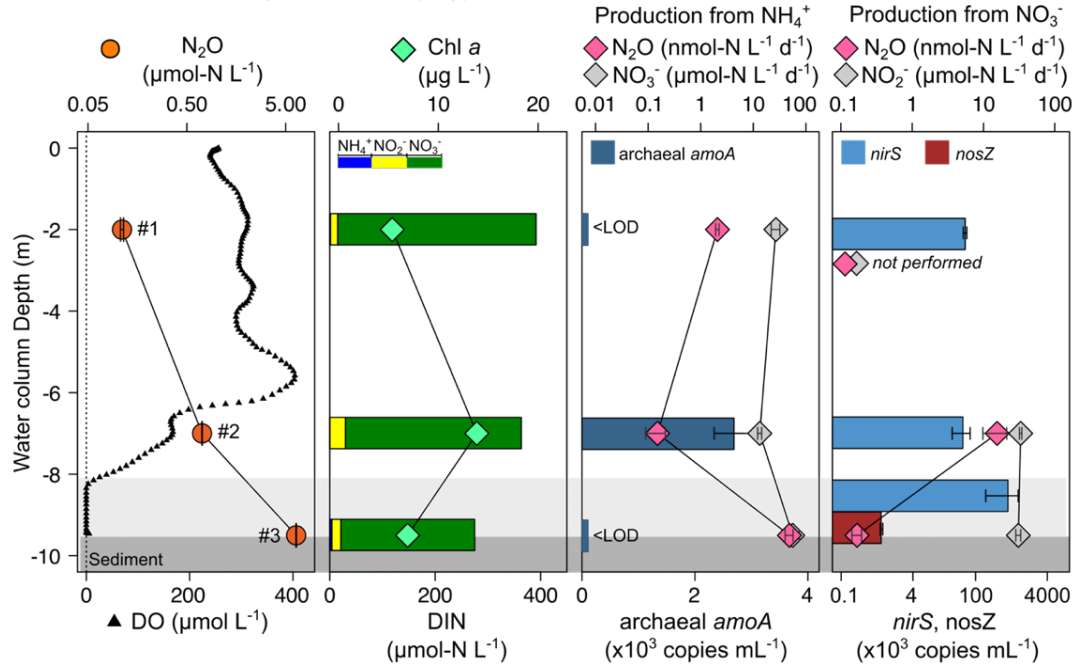 Production from NH₄⁺ Production from NO₃⁻
N₂O Chl a N₂O (nmol-N L⁻¹ d⁻¹) N₂O (nmol-N L⁻¹ d⁻¹)
(µmol-N L⁻¹) (µg L⁻¹) NO₃⁻ (µmol-N L⁻¹ d⁻¹) NO₂⁻ (µmol-N L⁻¹ d⁻¹)
0.05 0.50 5.00 0 10 20 0.01 0.1 1 10 100 0.1 1 10 100
NH₄⁺ NO₂⁻ NO₃⁻ archaeal amoA nirS nosZ
0
-2
-4
-6
-8
-10
Water column Depth (m)
#1 <LOD
not performed
#2
#3 <LOD
Sediment
0 200 400 0 200 400 0 2 4 0.1 100 4000
DO (µmol L⁻¹) DIN archaeal amoA nirS, nosZ
(µmol-N L⁻¹) (x10³ copies mL⁻¹) (x10³ copies mL⁻¹)